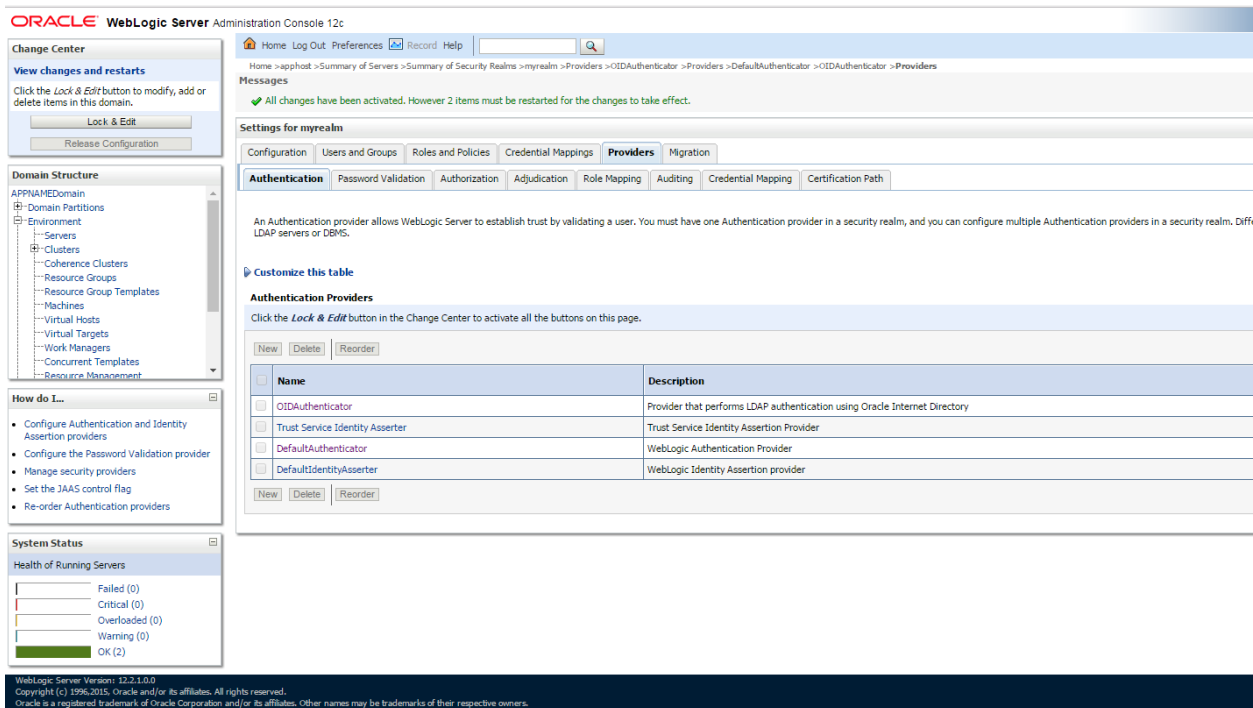 ORACLE WebLogic Server Administration Console 12c
Change Center
View changes and restarts
Click the Lock & Edit button to modify, add or
delete items in this domain.
Lock & Edit
Release Configuration
Domain Structure
APPNAMEDomain
Domain Partitions
Environment
Servers
Clusters
Coherence Clusters
Resource Groups
Resource Group Templates
Machines
Virtual Hosts
Virtual Targets
Work Managers
Concurrent Templates
Resource Management
How do I...
Configure Authentication and Identity
Assertion providers
Configure the Password Validation provider
Manage security providers
Set the JAAS control flag
Re-order Authentication providers
System Status
Health of Running Servers
Failed (0)
Critical (0)
Overloaded (0)
Warning (0)
OK (2)
Home Log Out Preferences Record Help
Home >apphost >Summary of Servers >Summary of Security Realms >myrealm >Providers >OIDAuthenticator >Providers >DefaultAuthenticator >OIDAuthenticator >Providers
Messages
All changes have been activated. However 2 items must be restarted for the changes to take effect.
Settings for myrealm
Configuration Users and Groups Roles and Policies Credential Mappings Providers Migration
Authentication Password Validation Authorization Adjudication Role Mapping Auditing Credential Mapping Certification Path
An Authentication provider allows WebLogic Server to establish trust by validating a user. You must have one Authentication provider in a security realm, and you can configure multiple Authentication providers in a security realm. Diffe
LDAP servers or DBMS.
Customize this table
Authentication Providers
Click the Lock & Edit button in the Change Center to activate all the buttons on this page.
New Delete Reorder
Name Description
OIDAuthenticator Provider that performs LDAP authentication using Oracle Internet Directory
Trust Service Identity Asserter Trust Service Identity Assertion Provider
DefaultAuthenticator WebLogic Authentication Provider
DefaultIdentityAsserter WebLogic Identity Assertion provider
New Delete Reorder
WebLogic Server Version: 12.2.1.0.0
Copyright (c) 1996,2015, Oracle and/or its affiliates. All rights reserved.
Oracle is a registered trademark of Oracle Corporation and/or its affiliates. Other names may be trademarks of their respective owners.